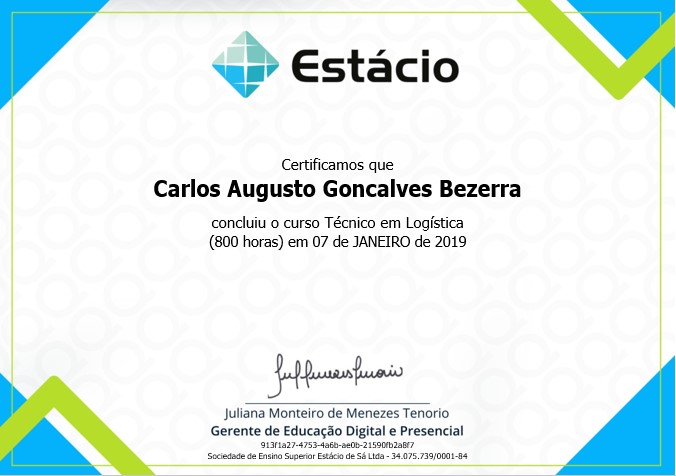 Estácio
Certificamos que
Carlos Augusto Goncalves Bezerra
concluiu o curso Técnico em Logística
(800 horas) em 07 de JANEIRO de 2019
Juliana Monteiro de Menezes Tenorio
Gerente de Educação Digital e Presencial
913f1a27-4753-4a6b-ae0b-21590fb2a8f7
Sociedade de Ensino Superior Estácio de Sá Ltda - 34.075.739/0001-84